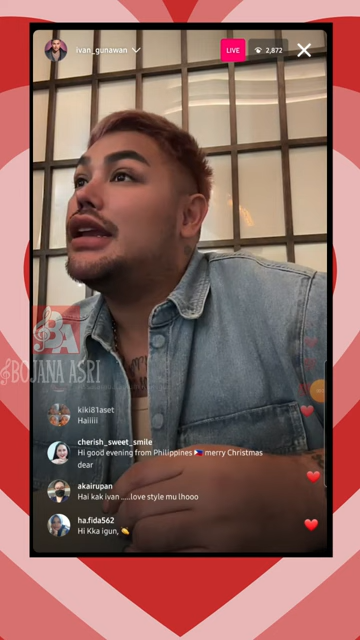 ivan_gunawan
LIVE
2,872
BA
BOJANA ASRI
kiki81aset
Haiiiii
cherish_sweet_smile
Hi good evening from Philippines 🇵🇭 merry Christmas
dear
akairupan
Hai kak ivan .....love style mu lhooo
ha.fida562
Hi Kka igun, 👏